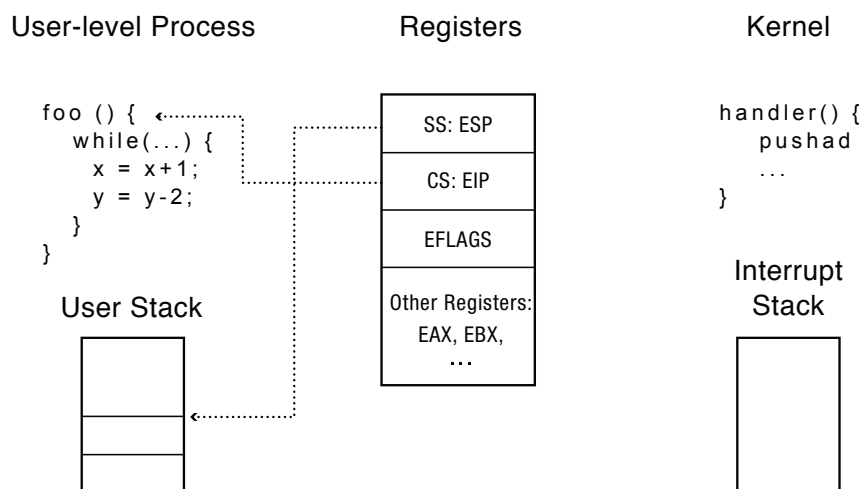 User-level Process
foo () {
while(...) {
x = x+1;
y = y-2;
}
}
User Stack
Registers
SS: ESP
CS: EIP
EFLAGS
Other Registers:
EAX, EBX,
...
Kernel
handler() {
pushad
...
}
Interrupt
Stack